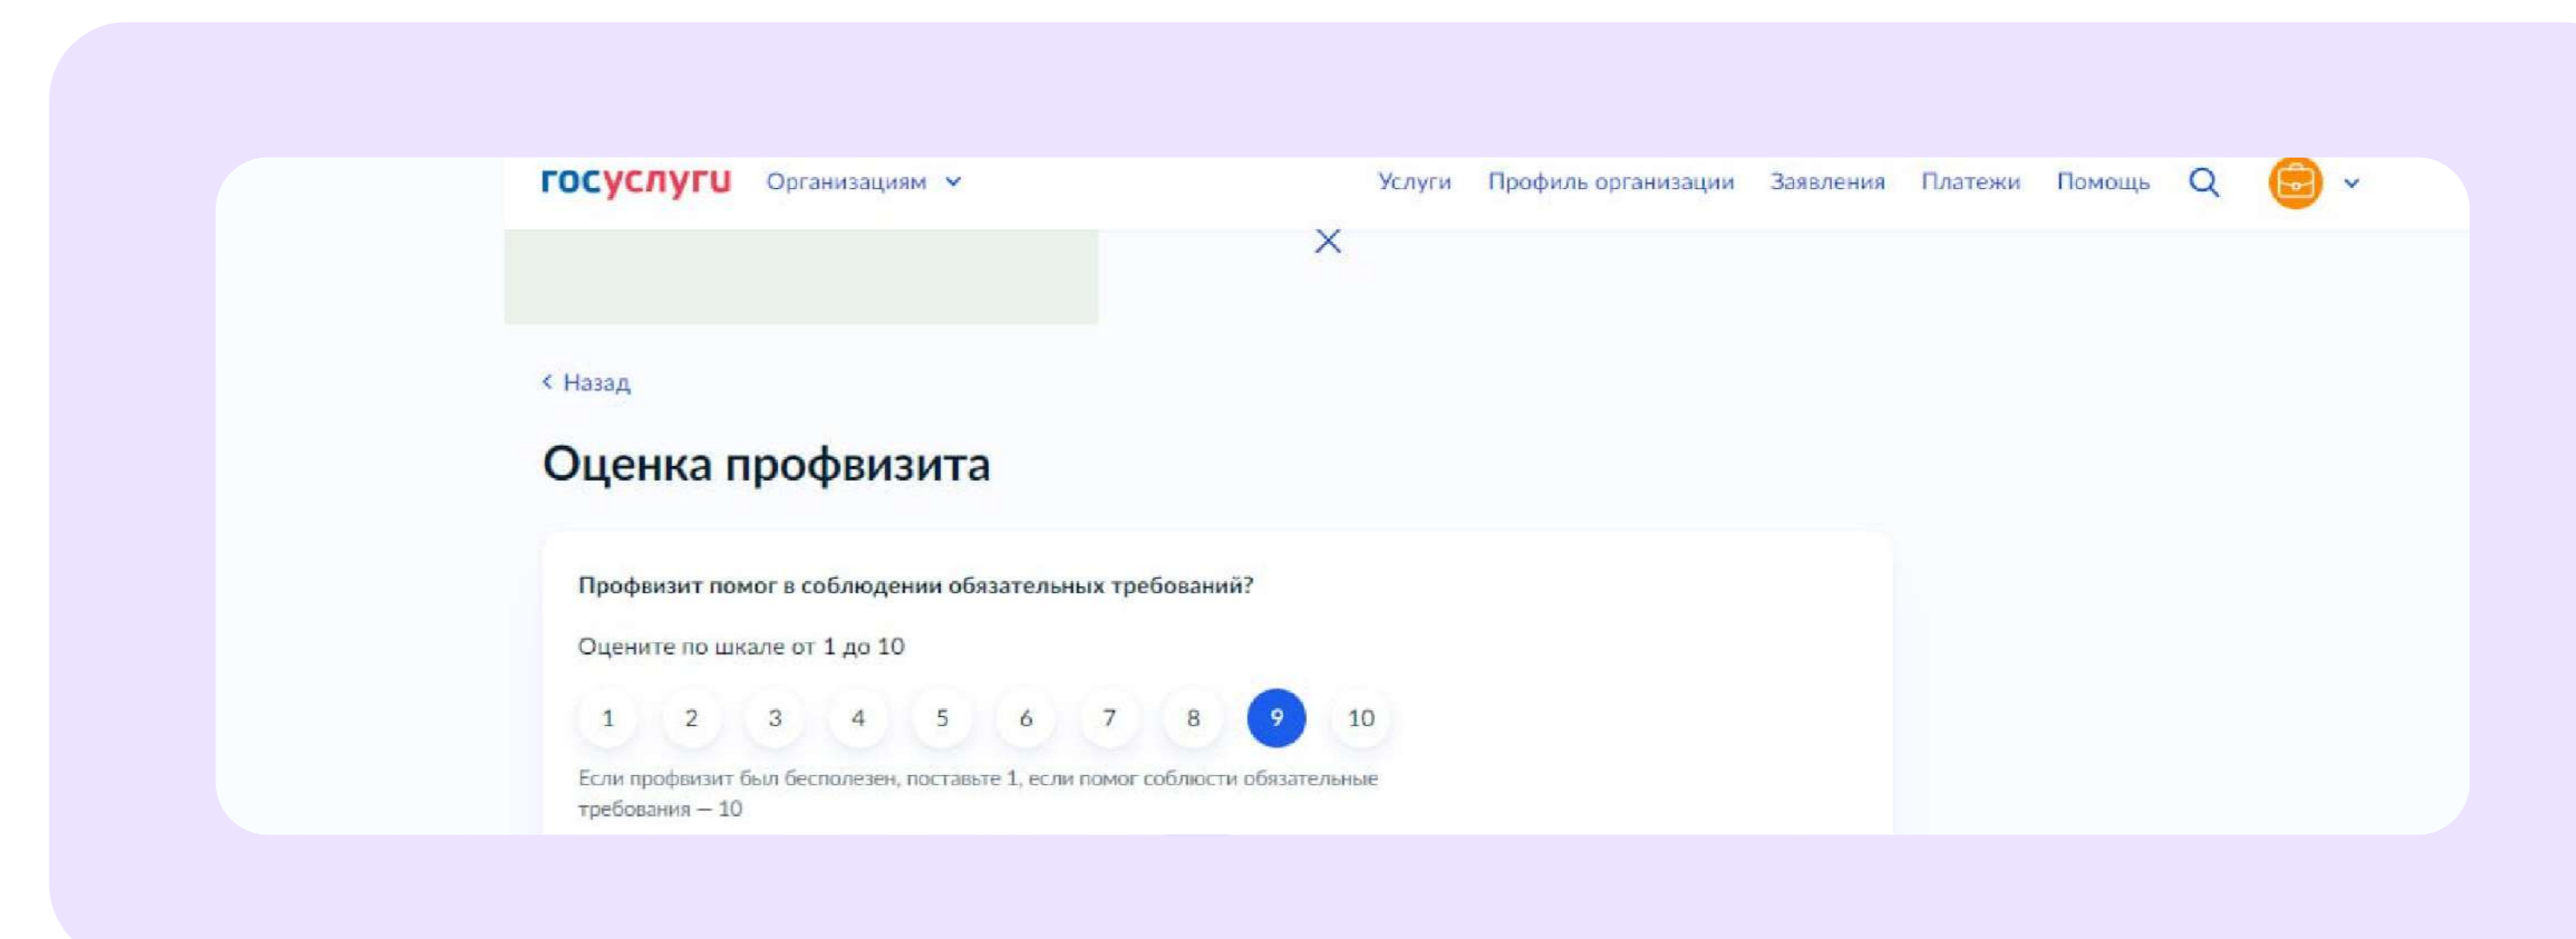 госуслуги Организациям Услуги Профиль организации Заявления Платежи Помощь
Назад
Оценка профвизита
Профвизит помог в соблюдении обязательных требований?
Оцените по шкале от 1 до 10
1 2 3 4 5 6 7 8 9 10
Если профвизит был бесполезен, поставьте 1, если помог соблюсти обязательные
требования — 10